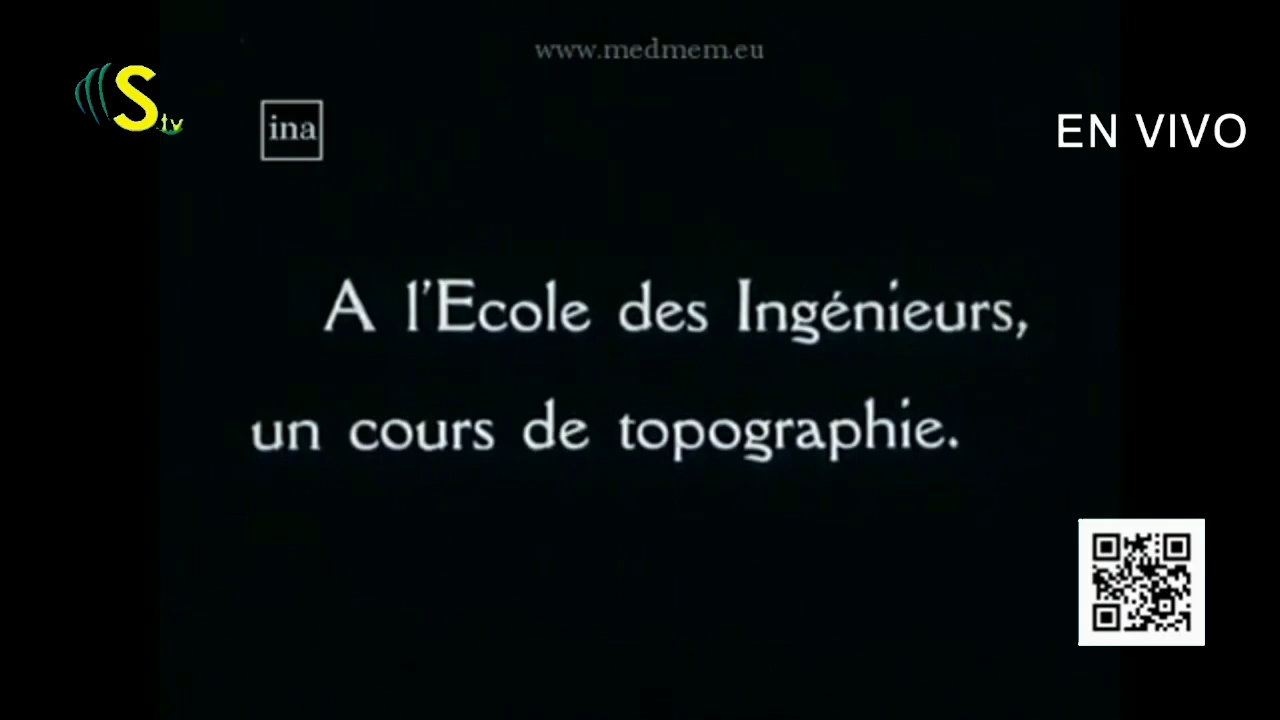 www.medmem.eu
S.tv
ina
EN VIVO
A l'Ecole des Ingénieurs,
un cours de topographie.